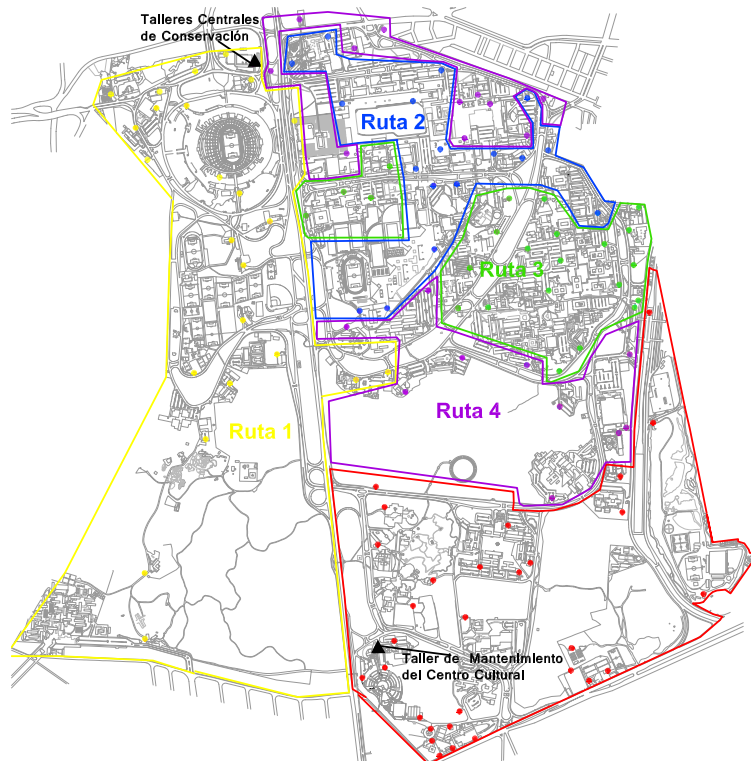 Talleres Centrales
de Conservación
Ruta 2
Ruta 3
Ruta 4
Ruta 1
Taller de Mantenimiento
del Centro Cultural